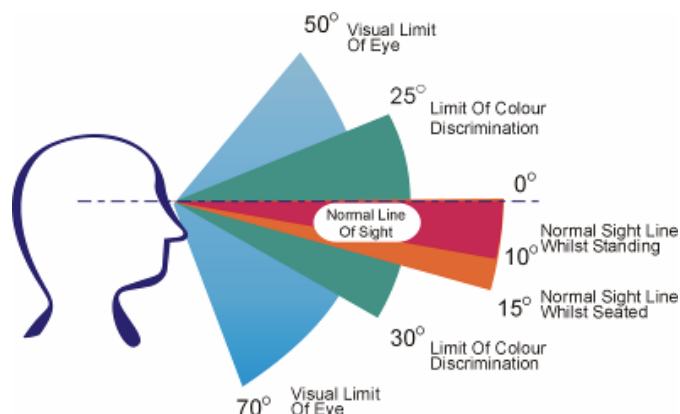 50° Visual Limit
Of Eye
25° Limit Of Colour
Discrimination
0°
Normal Line
Of Sight
10° Normal Sight Line
Whilst Standing
15° Normal Sight Line
Whilst Seated
30° Limit Of Colour
Discrimination
70° Visual Limit
Of Eye